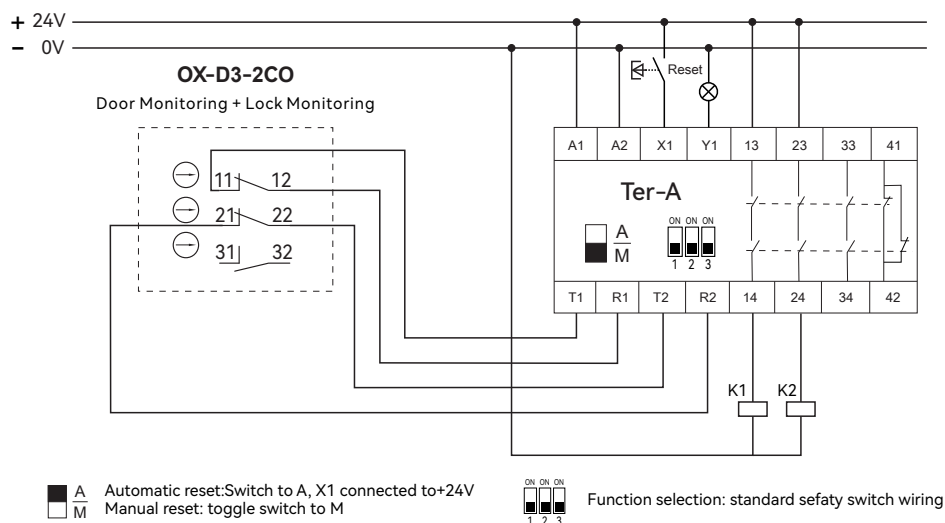 + 24V
- 0V
OX-D3-2CO
Door Monitoring + Lock Monitoring
Reset
A1 A2 X1 Y1 13 23 33 41
Ter-A
A
M
ON ON ON
1 2 3
11 12
21 22
31 32
T1 R1 T2 R2 14 24 34 42
K1 K2
A
M
Automatic reset:Switch to A, X1 connected to+24V
Manual reset: toggle switch to M
ON ON ON
1 2 3
Function selection: standard sefaty switch wiring